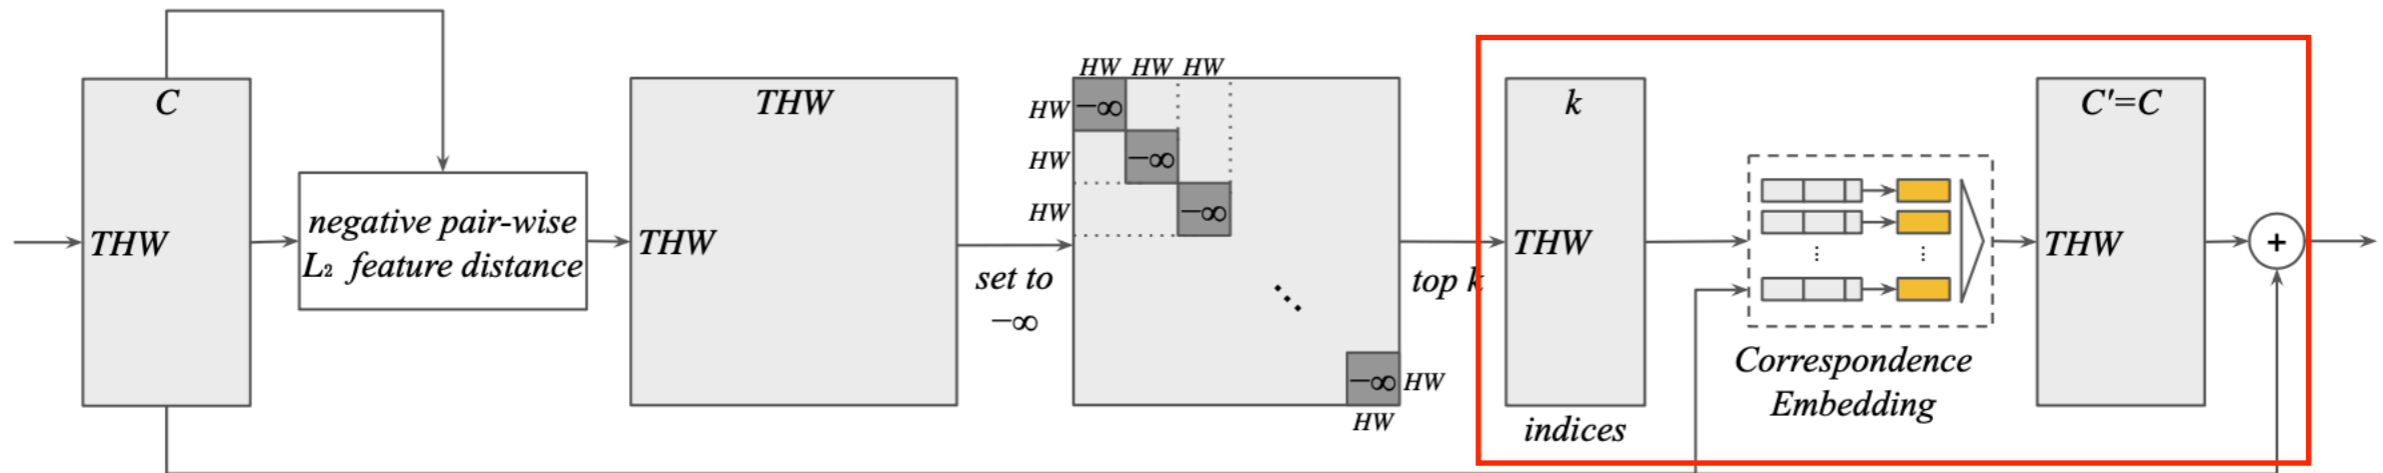 C
THW
negative pair-wise
L₂ feature distance
THW
THW
set to
−∞
HW HW HW
HW
HW
HW
−∞
−∞
−∞
−∞
HW
HW
top k
k
THW
indices
Correspondence
Embedding
C'=C
THW
+